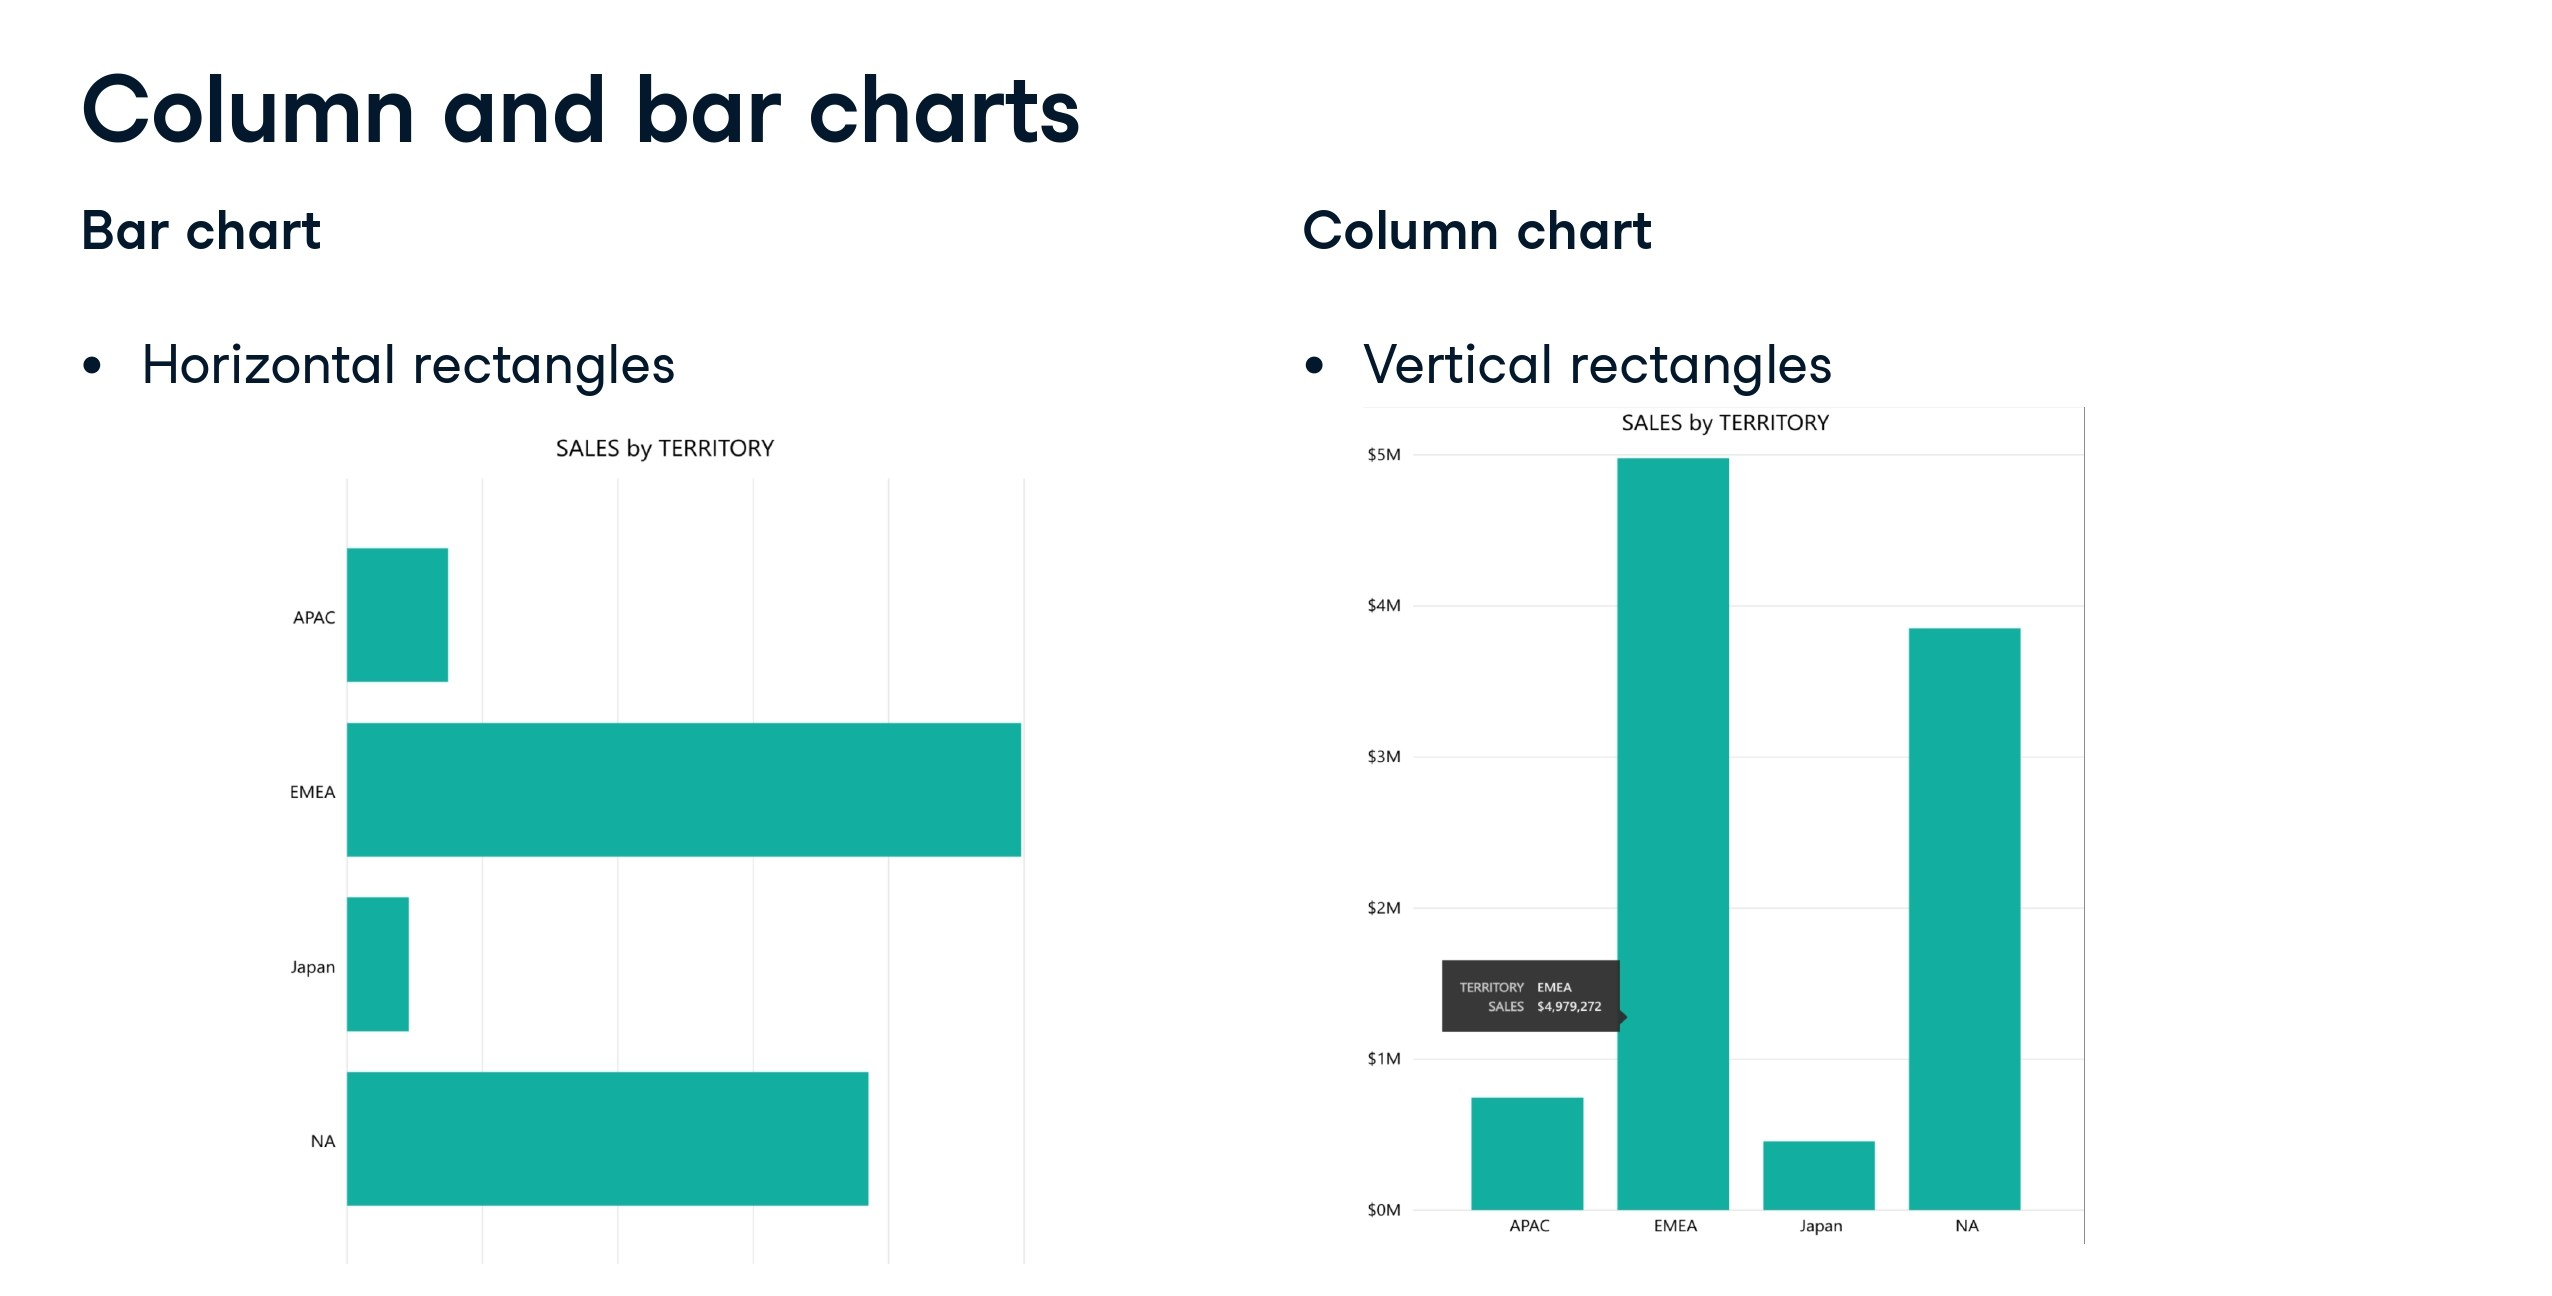 Column and bar charts
Bar chart
• Horizontal rectangles
SALES by TERRITORY
APAC
EMEA
Japan
NA
Column chart
• Vertical rectangles
SALES by TERRITORY
$5M
$4M
$3M
$2M
$1M
$0M
TERRITORY EMEA
SALES $4,979,272
APAC EMEA Japan NA